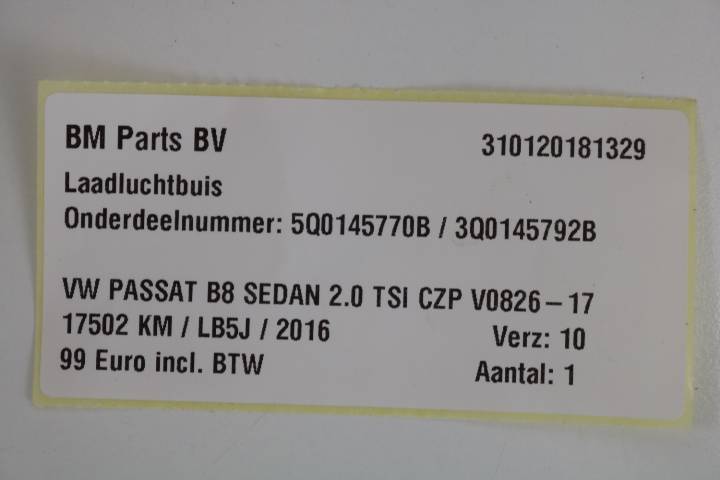 BM Parts BV 310120181329
Laadluchtbuis
Onderdeelnummer: 5Q0145770B / 3Q0145792B
VW PASSAT B8 SEDAN 2.0 TSI CZP V0826-17
17502 KM / LB5J / 2016 Verz: 10
99 Euro incl. BTW Aantal: 1